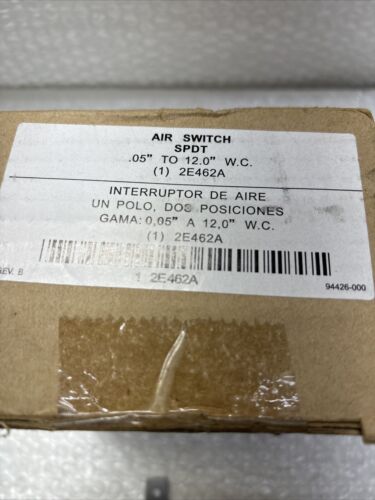 AIR SWITCH
SPDT
.05" TO 12.0" W.C.
(1) 2E462A
INTERRUPTOR DE AIRE
UN POLO, DOS POSICIONES
GAMA: 0,05" A 12,0" W.C.
(1) 2E462A
REV. B 1 2E462A 94426-000